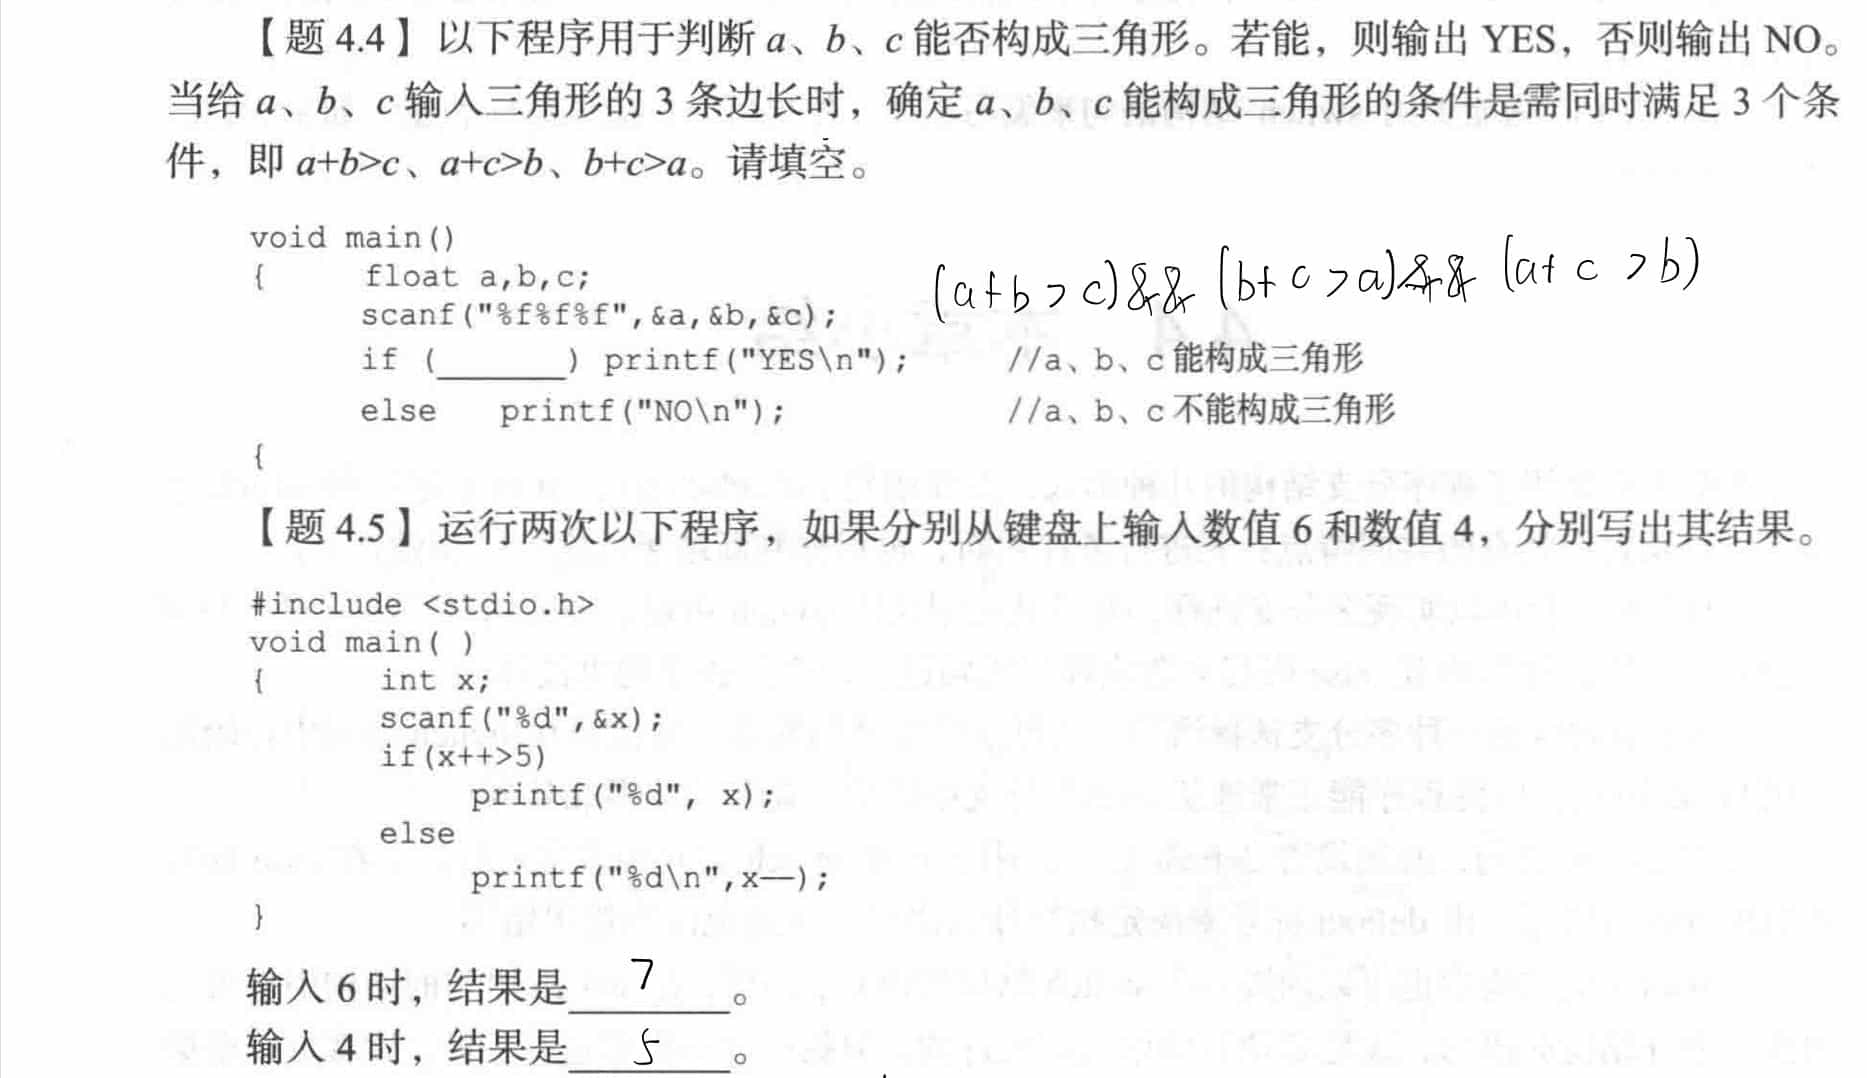 【题 4.4】以下程序用于判断 a、b、c 能否构成三角形。若能，则输出 YES，否则输出 NO。
当给 a、b、c 输入三角形的 3 条边长时，确定 a、b、c 能构成三角形的条件是需同时满足 3 个条
件，即 a+b>c、a+c>b、b+c>a。请填空。
void main()
{ float a,b,c;
(a+b>c)&&(b+c>a)&&(a+c>b)
scanf("%f%f%f",&a,&b,&c);
if (______) printf("YES\n"); //a、b、c 能构成三角形
else printf("NO\n"); //a、b、c 不能构成三角形
{
【题 4.5】运行两次以下程序，如果分别从键盘上输入数值 6 和数值 4，分别写出其结果。
#include <stdio.h>
void main( )
{ int x;
scanf("%d",&x);
if(x++>5)
printf("%d", x);
else
printf("%d\n",x—);
}
输入 6 时，结果是 7 。
输入 4 时，结果是 5 。